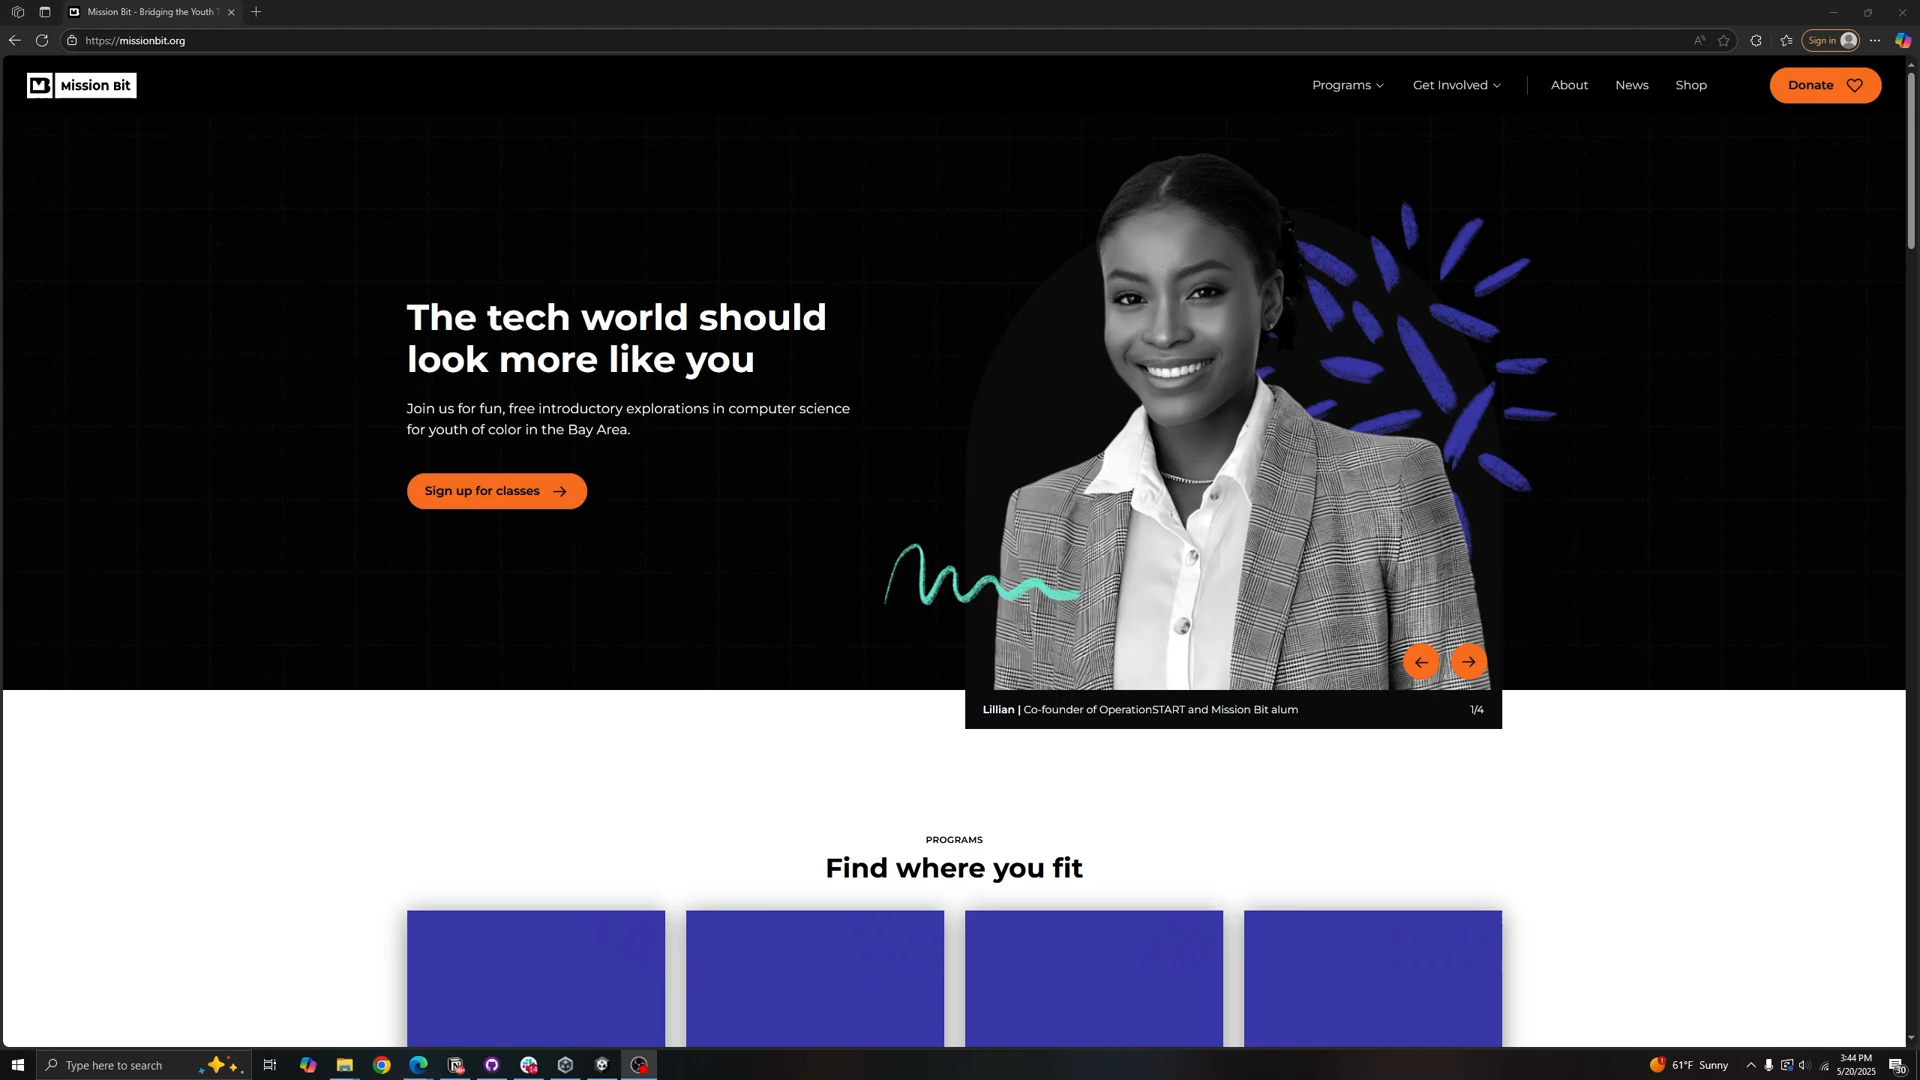 Mission Bit - Bridging the Youth T
https://missionbit.org
Sign in
Mission Bit
Programs
Get Involved
About
News
Shop
Donate
The tech world should
look more like you
Join us for fun, free introductory explorations in computer science
for youth of color in the Bay Area.
Sign up for classes
Lillian | Co-founder of OperationSTART and Mission Bit alum
1/4
PROGRAMS
Find where you fit
Type here to search
61°F Sunny
3:44 PM
5/20/2025
30